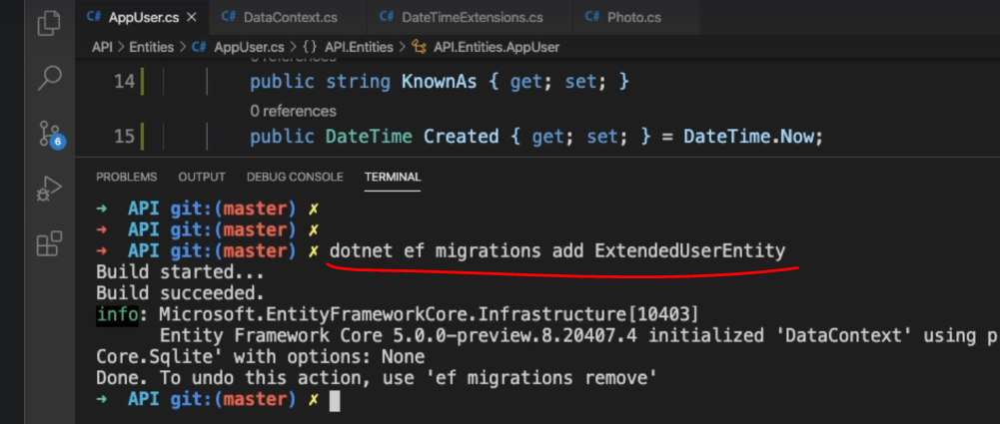 AppUser.cs
DataContext.cs
DateTimeExtensions.cs
Photo.cs
API > Entities > AppUser.cs > {} API.Entities > API.Entities.AppUser
0 references
14 public string KnownAs { get; set; }
0 references
15 public DateTime Created { get; set; } = DateTime.Now;
6
PROBLEMS OUTPUT DEBUG CONSOLE TERMINAL
→ API git:(master) ✗
→ API git:(master) ✗
→ API git:(master) ✗ dotnet ef migrations add ExtendedUserEntity
Build started...
Build succeeded.
info: Microsoft.EntityFrameworkCore.Infrastructure[10403]
Entity Framework Core 5.0.0-preview.8.20407.4 initialized 'DataContext' using p
Core.Sqlite' with options: None
Done. To undo this action, use 'ef migrations remove'
→ API git:(master) ✗